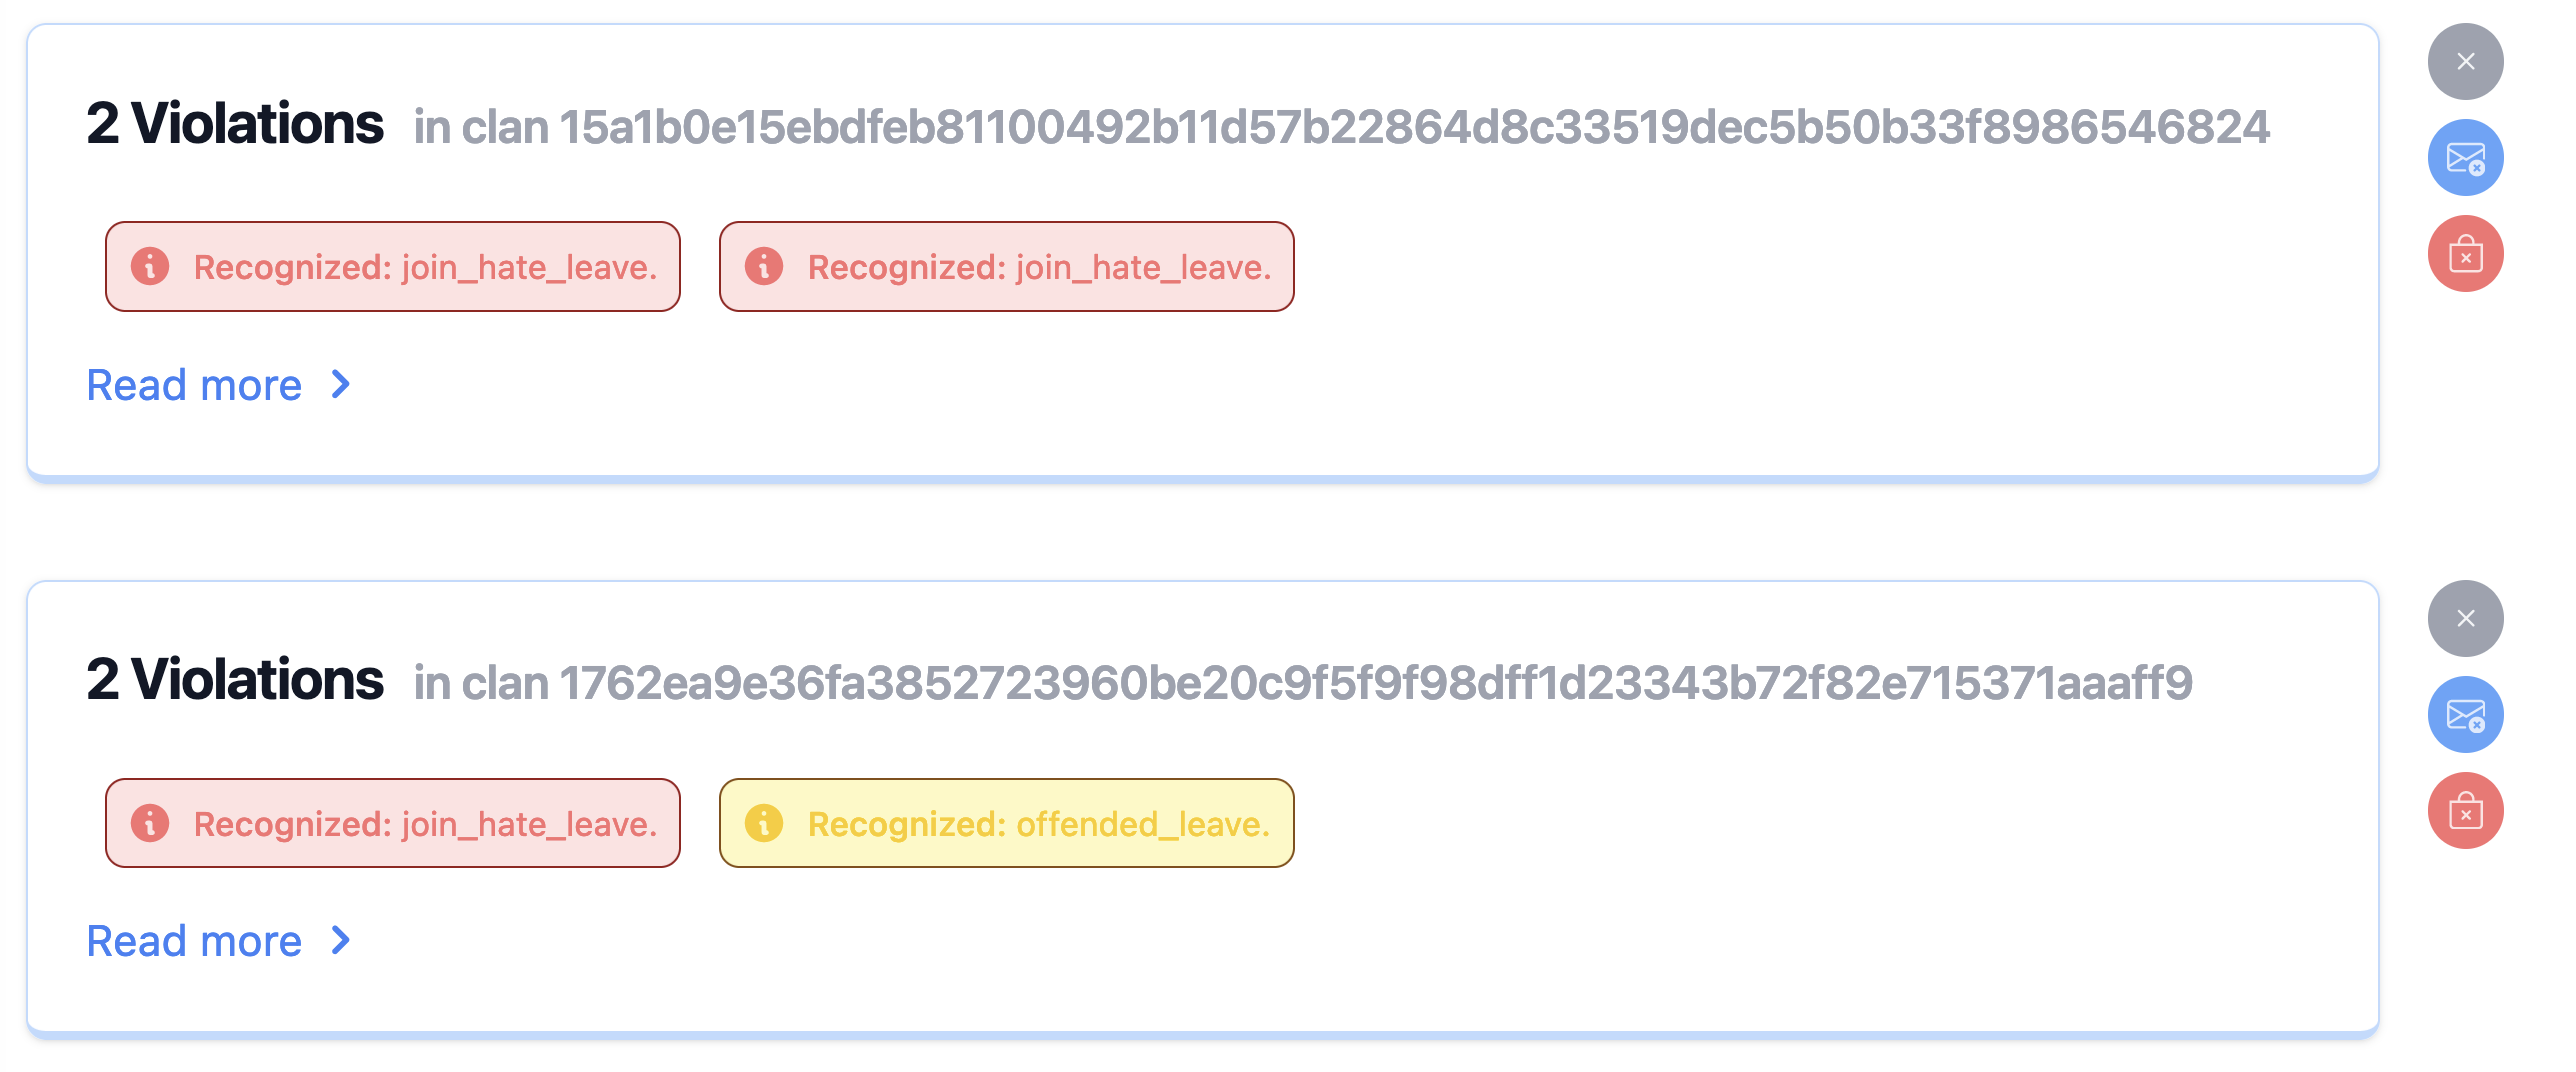 2 Violations in clan 15a1b0e15ebdfeb81100492b11d57b22864d8c33519dec5b50b33f8986546824
Recognized: join_hate_leave. Recognized: join_hate_leave.
Read more
2 Violations in clan 1762ea9e36fa3852723960be20c9f5f9f98dff1d23343b72f82e715371aaaff9
Recognized: join_hate_leave. Recognized: offended_leave.
Read more